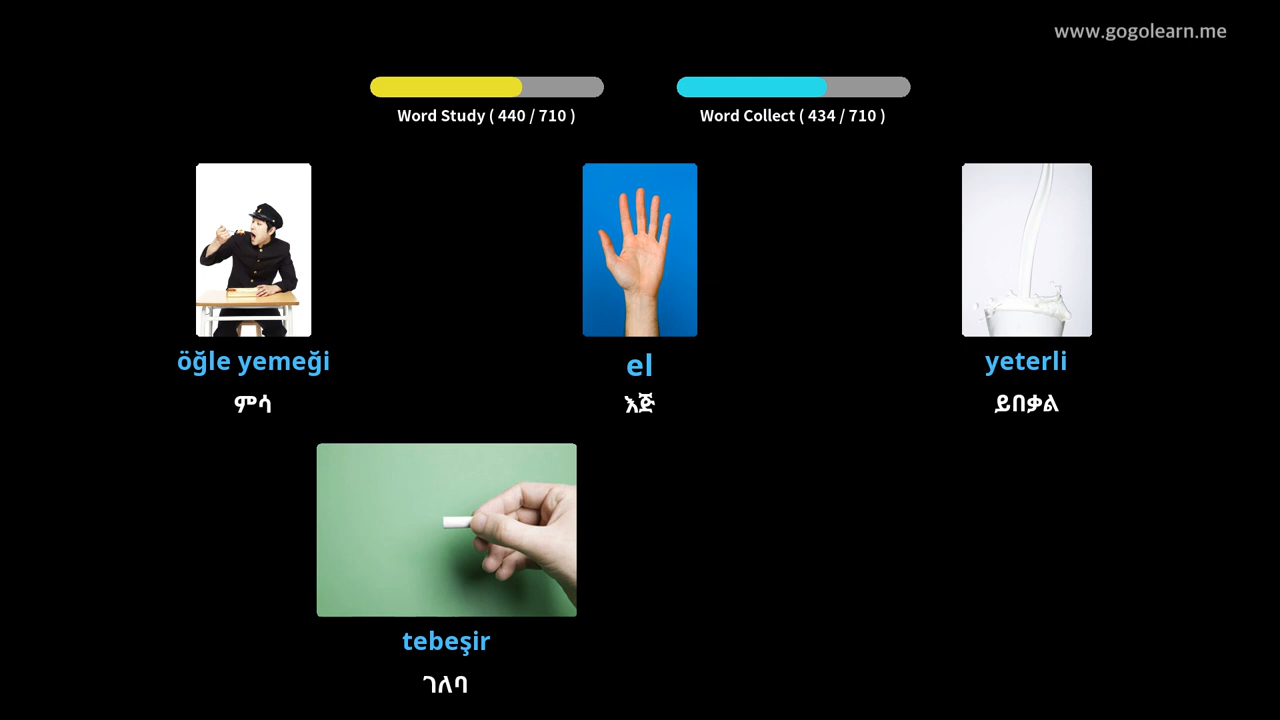 www.gogolearn.me
Word Study ( 440 / 710 )
Word Collect ( 434 / 710 )
öğle yemeği
ምሳ
el
እጅ
yeterli
ይበቃል
tebeşir
ገለባ